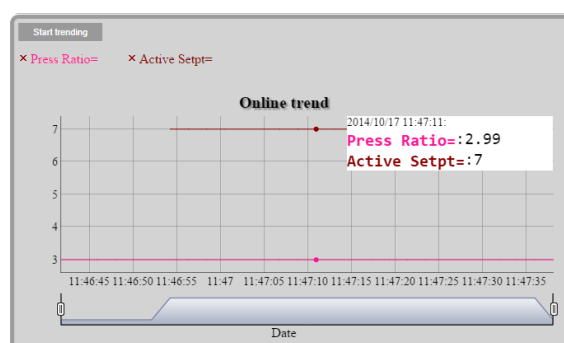 Start trending
× Press Ratio= × Active Setpt=
Online trend
2014/10/17 11:47:11:
Press Ratio=:2.99
Active Setpt=:7
7
6
5
4
3
11:46:45 11:46:50 11:46:55 11:47 11:47:05 11:47:10 11:47:15 11:47:20 11:47:25 11:47:30 11:47:35
Date